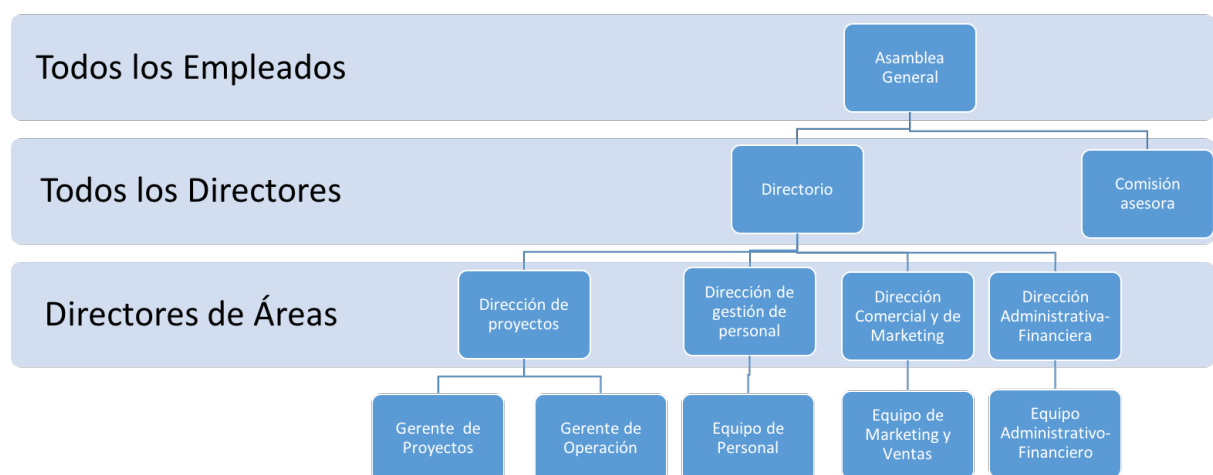 Todos los Empleados
Asamblea
General
Todos los Directores
Directorio
Comisión
asesora
Directores de Áreas
Dirección de
proyectos
Dirección de
gestión de
personal
Dirección
Comercial y de
Marketing
Dirección
Administrativa-
Financiera
Gerente de
Proyectos
Gerente de
Operación
Equipo de
Personal
Equipo de
Marketing y
Ventas
Equipo
Administrativo-
Financiero